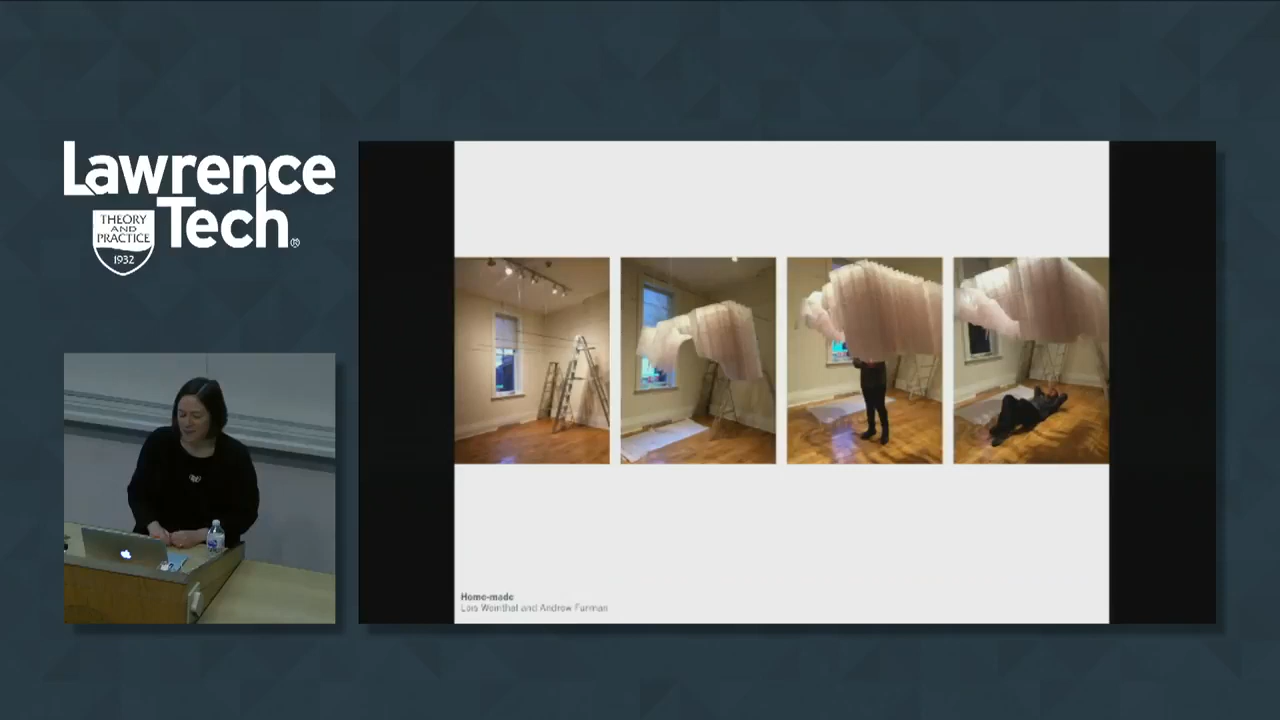 Lawrence
Tech®
THEORY
AND
PRACTICE
1932
Home-made
Lois Weinthal and Andrew Furman